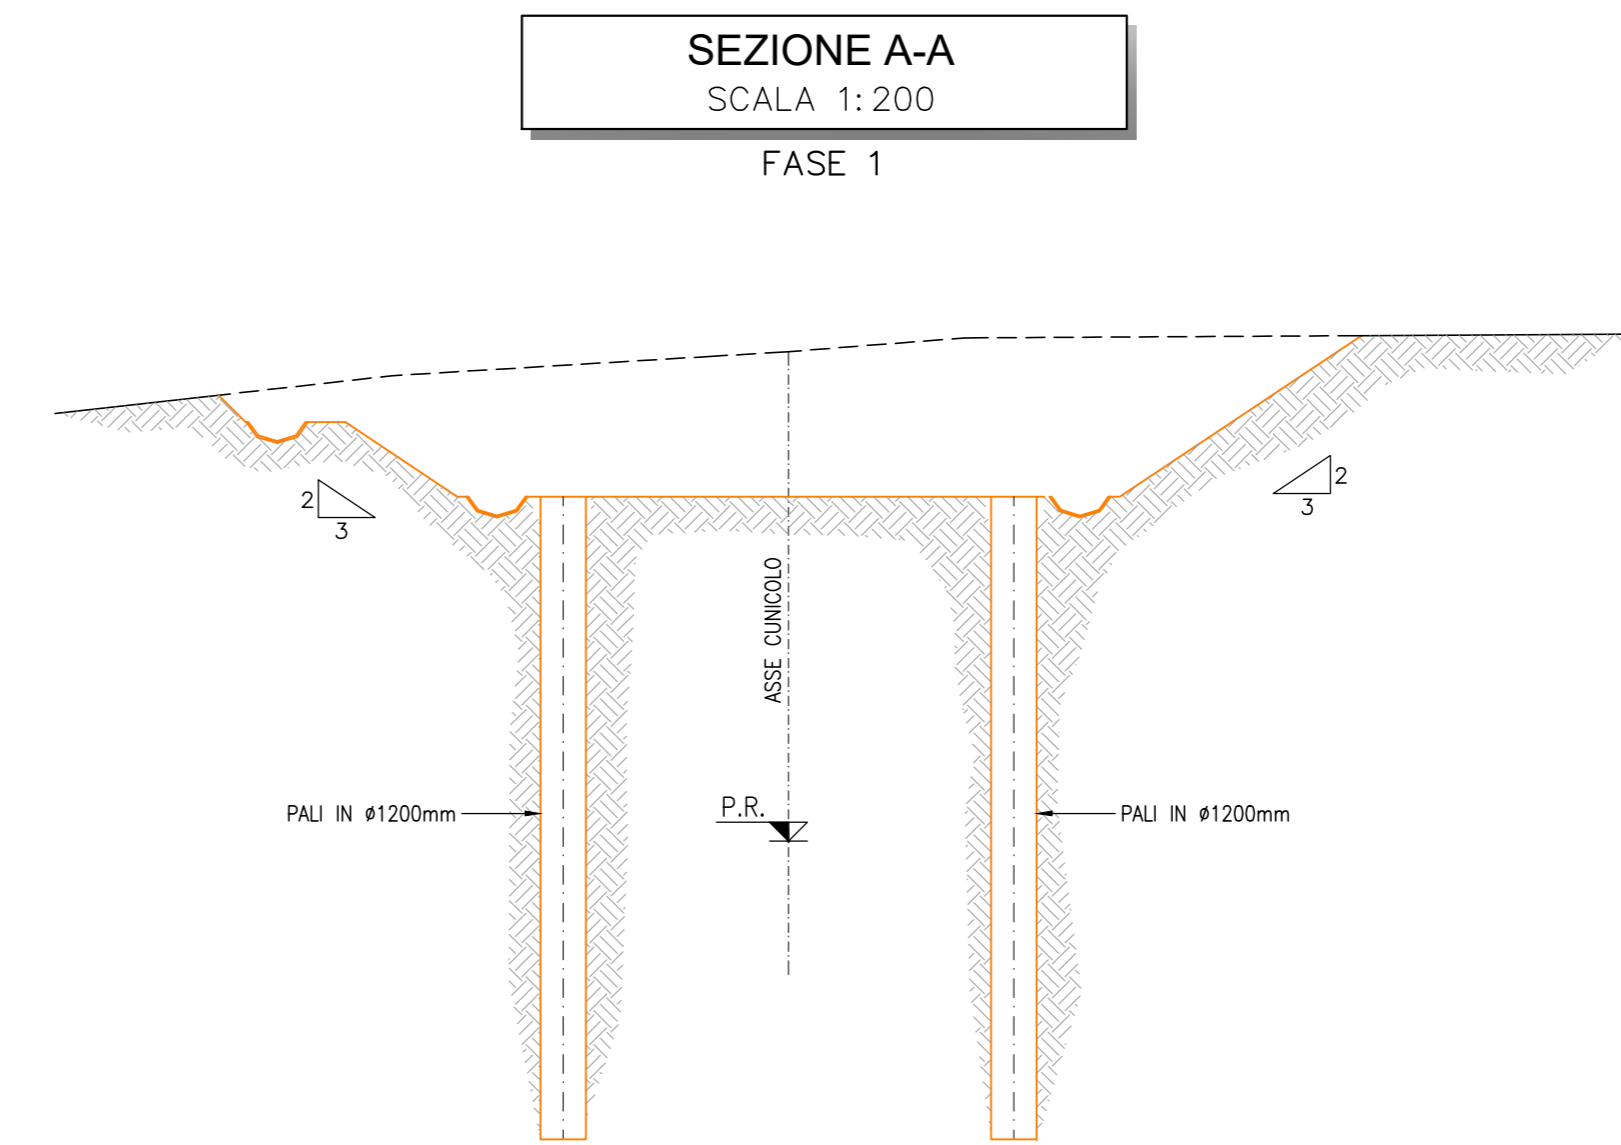 SEZIONE A-A
SCALA 1:200
FASE 1
2
3
2
3
ASSE CUNICOLO
P.R.
PALI IN ø1200mm
PALI IN ø1200mm